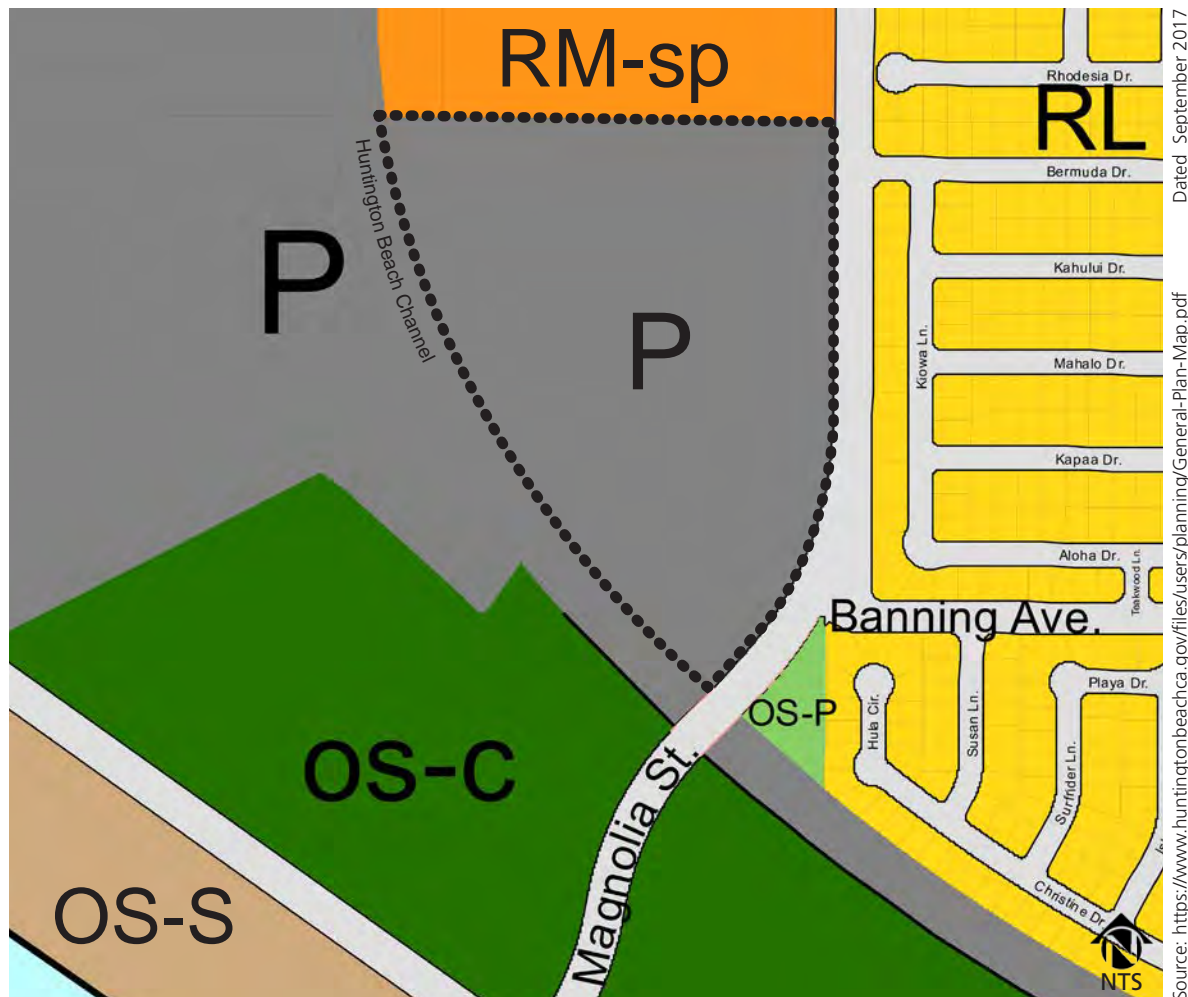 RM-sp
Rhodesia Dr.
RL
Bermuda Dr.
Huntington Beach Channel
P
P
Kahului Dr.
Kiowa Ln.
Mahalo Dr.
Kapaa Dr.
Aloha Dr.
Teakwood Ln.
Banning Ave.
Playa Dr.
OS-P
Hula Cir.
Susan Ln.
Surfrider Ln.
OS-C
Magnolia St.
OS-S
Christine Dr.
NTS
Source: https://www.huntingtonbeachca.gov/files/users/planning/General-Plan-Map.pdf Dated September 2017